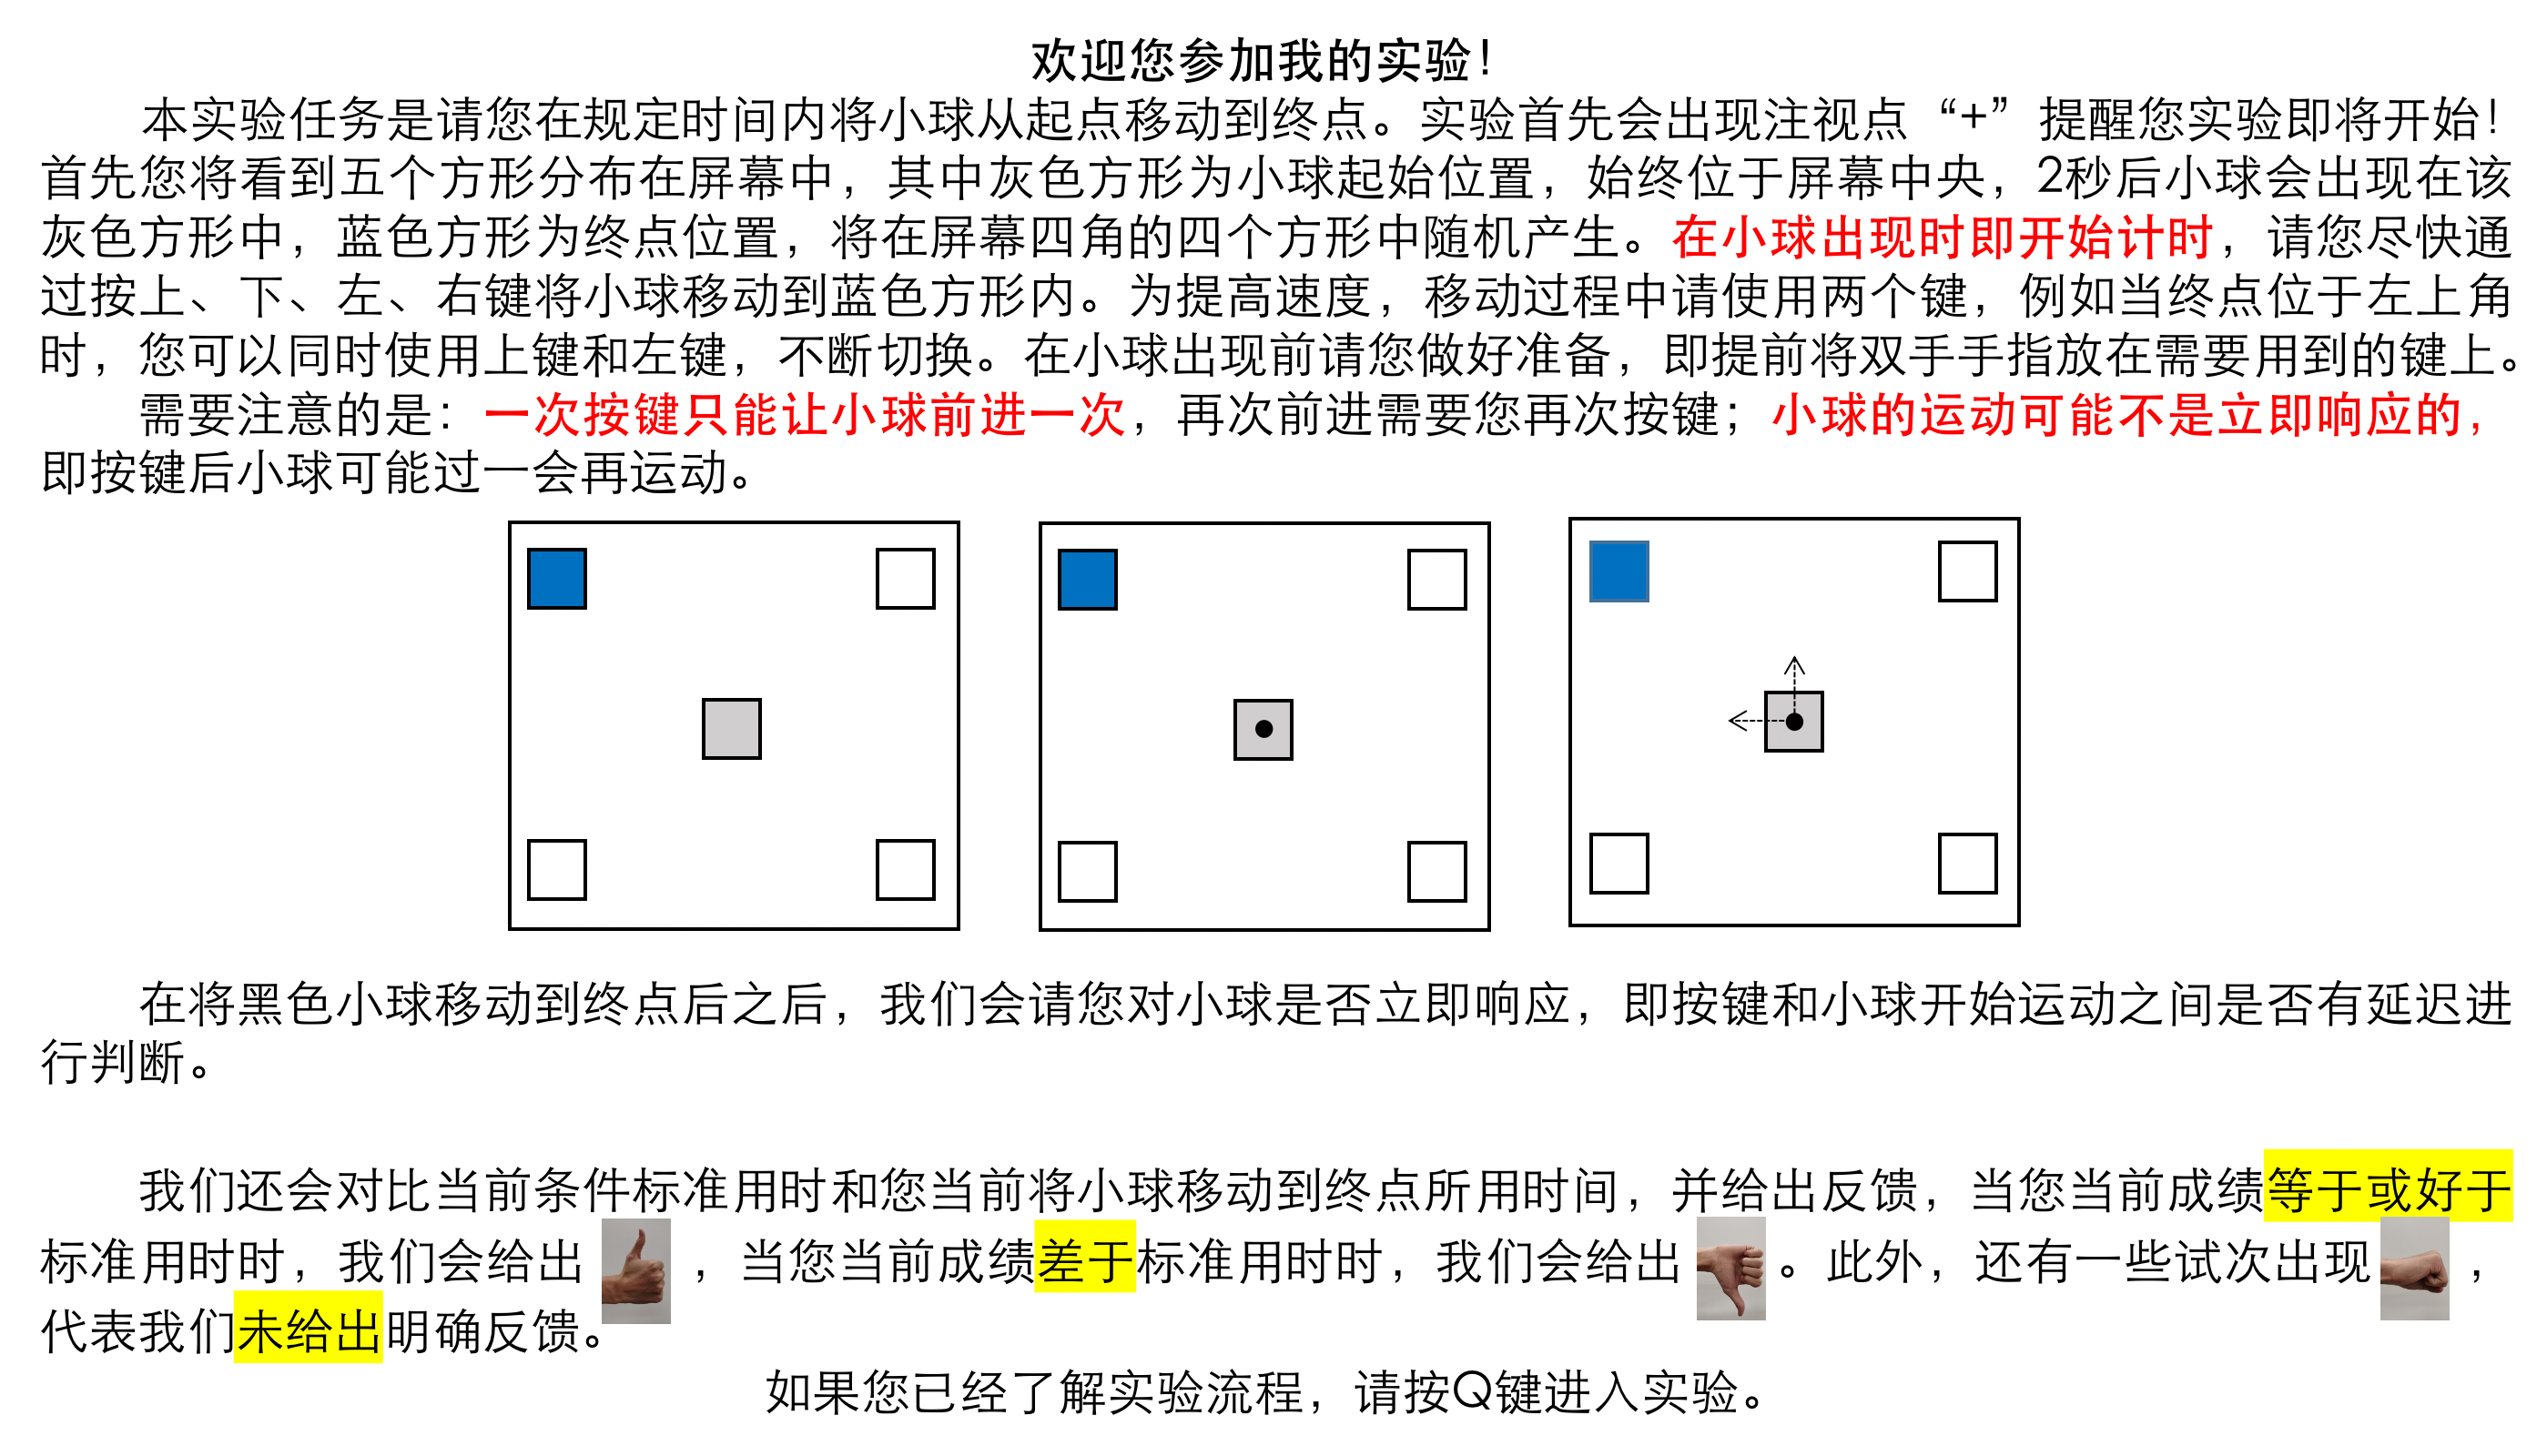 欢迎您参加我的实验！
本实验任务是请您在规定时间内将小球从起点移动到终点。实验首先会出现注视点“+”提醒您实验即将开始！
首先您将看到五个方形分布在屏幕中，其中灰色方形为小球起始位置，始终位于屏幕中央，2秒后小球会出现在该
灰色方形中，蓝色方形为终点位置，将在屏幕四角的四个方形中随机产生。在小球出现时即开始计时，请您尽快通
过按上、下、左、右键将小球移动到蓝色方形内。为提高速度，移动过程中请使用两个键，例如当终点位于左上角
时，您可以同时使用上键和左键，不断切换。在小球出现前请您做好准备，即提前将双手手指放在需要用到的键上。
需要注意的是：一次按键只能让小球前进一次，再次前进需要您再次按键；小球的运动可能不是立即响应的，
即按键后小球可能过一会再运动。
在将黑色小球移动到终点后之后，我们会请您对小球是否立即响应，即按键和小球开始运动之间是否有延迟进
行判断。
我们还会对比当前条件标准用时和您当前将小球移动到终点所用时间，并给出反馈，当您当前成绩等于或好于
标准用时时，我们会给出，当您当前成绩差于标准用时时，我们会给出。此外，还有一些试次出现，
代表我们未给出明确反馈。
如果您已经了解实验流程，请按Q键进入实验。